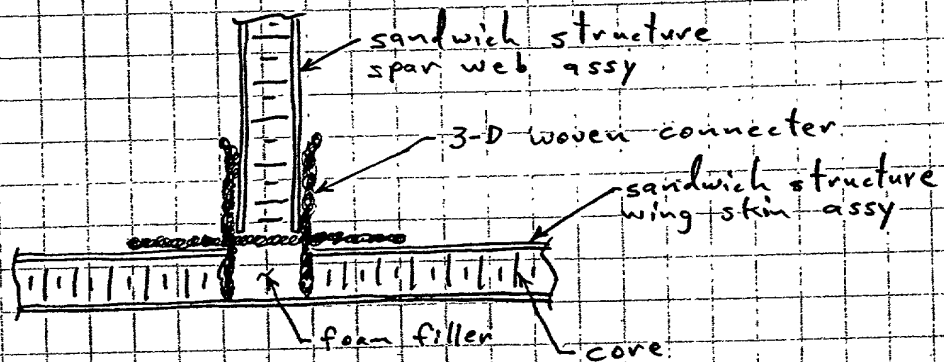 sandwich structure
spar web assy
3-D woven connecter
sandwich structure
wing skin assy
foam filler
core